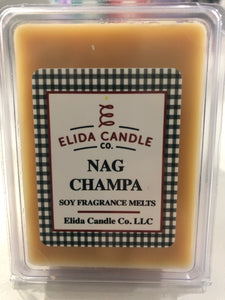 ELIDA CANDLE
CO.
NAG
CHAMPA
SOY FRAGRANCE MELTS
Elida Candle Co. LLC